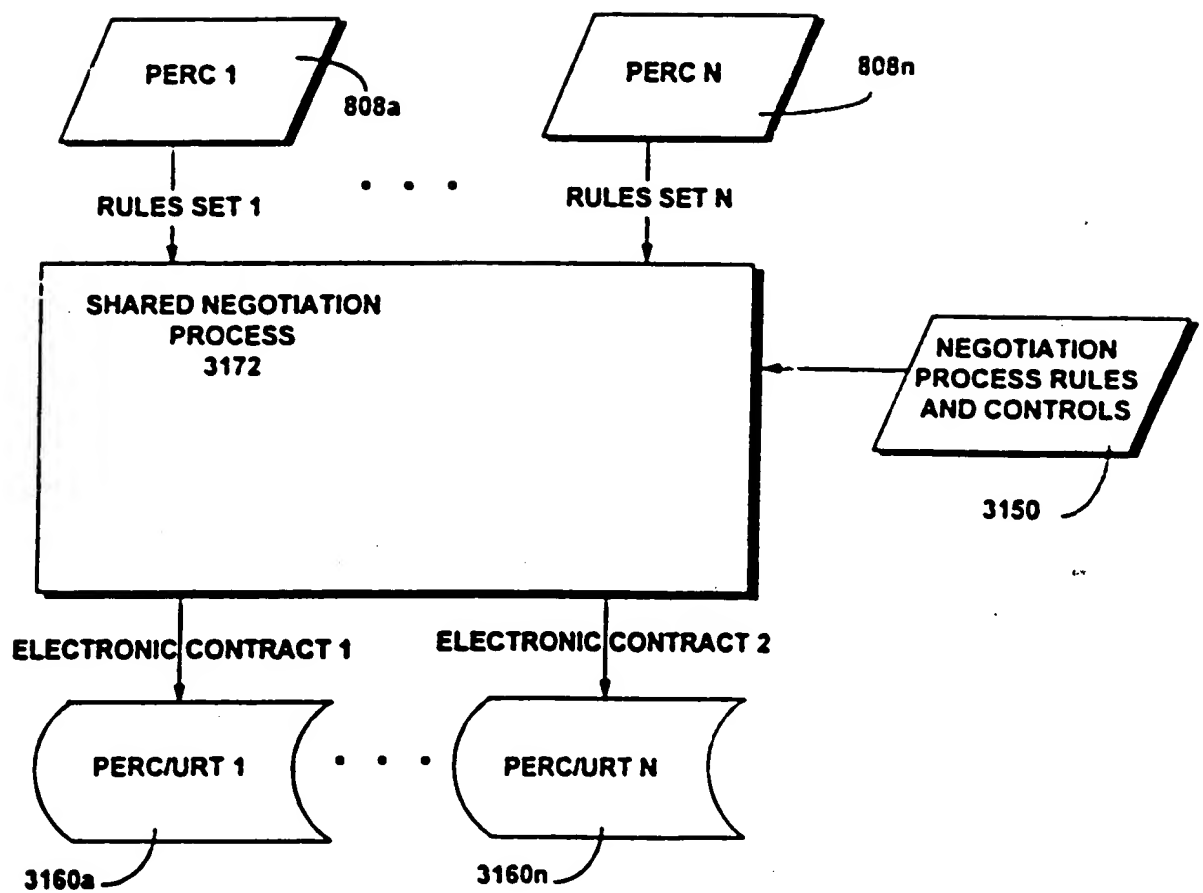 PERC 1
808a
PERC N
808n
RULES SET 1
. . .
RULES SET N
SHARED NEGOTIATION
PROCESS
3172
NEGOTIATION
PROCESS RULES
AND CONTROLS
3150
ELECTRONIC CONTRACT 1
ELECTRONIC CONTRACT 2
PERC/URT 1
. . .
PERC/URT N
3160a
3160n